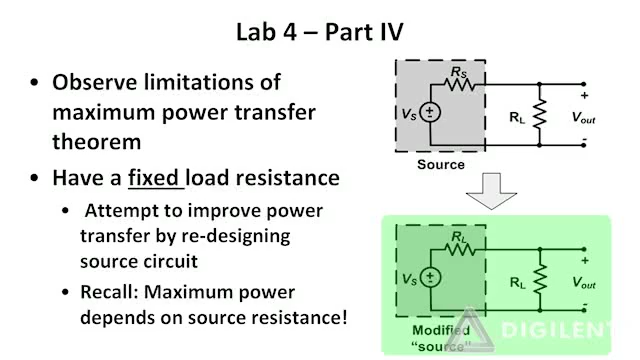 Lab 4 – Part IV
• Observe limitations of
maximum power transfer
theorem
• Have a fixed load resistance
• Attempt to improve power
transfer by re-designing
source circuit
• Recall: Maximum power
depends on source resistance!
RS
VS
+
-
RL
+
Vout
-
Source
RL
VS
+
-
RL
+
Vout
-
Modified
"source"
DIGILENT